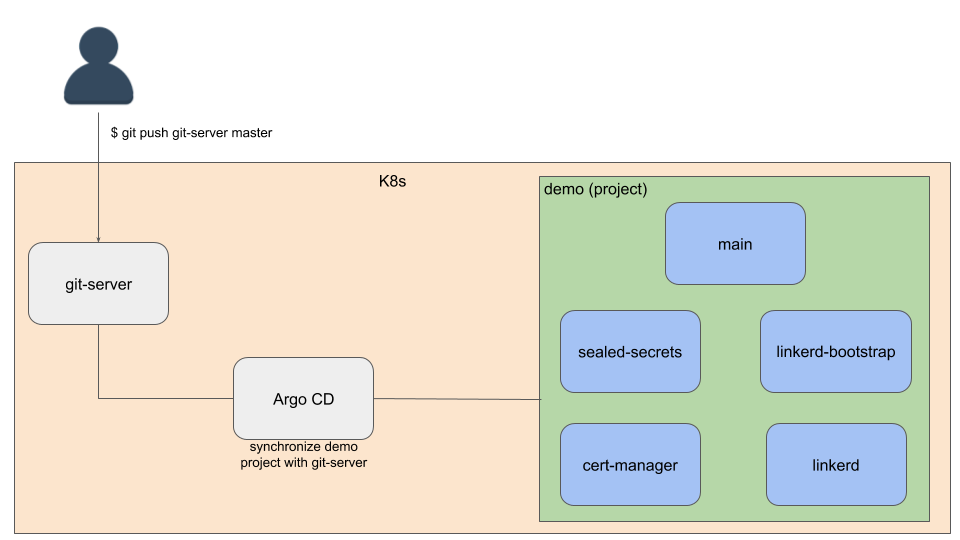 $ git push git-server master
K8s
demo (project)
main
git-server
sealed-secrets
linkerd-bootstrap
Argo CD
synchronize demo
project with git-server
cert-manager
linkerd